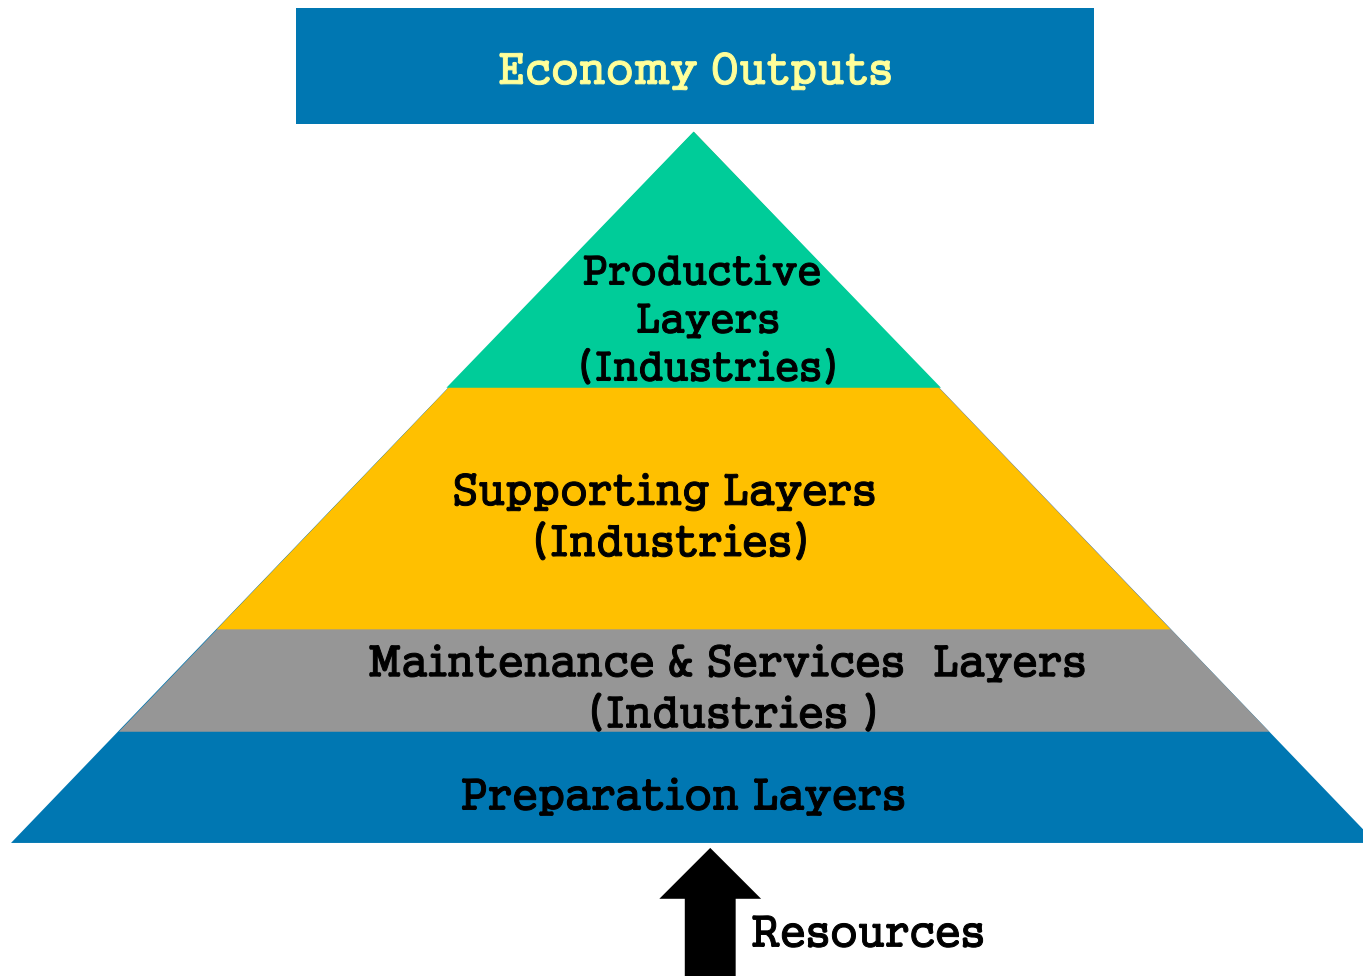 Economy Outputs
Productive
Layers
(Industries)
Supporting Layers
(Industries)
Maintenance & Services Layers
(Industries )
Preparation Layers
Resources